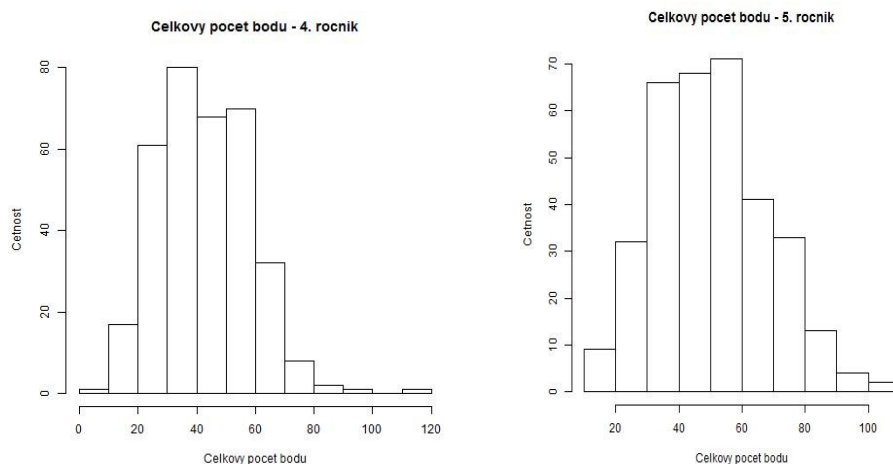 Celkovy pocet bodu - 4. rocnik
Cetnost
80
60
40
20
0
0 20 40 60 80 100 120
Celkovy pocet bodu
Celkovy pocet bodu - 5. rocnik
Cetnost
70
60
50
40
30
20
10
0
20 40 60 80 100
Celkovy pocet bodu